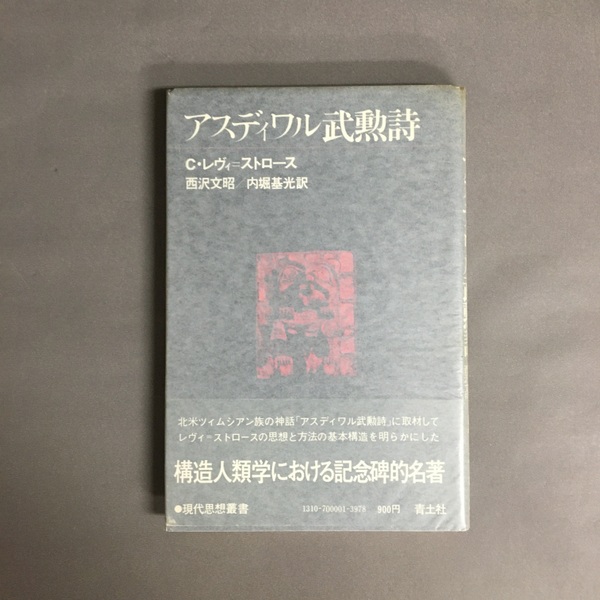 アスディワル武勲詩
C・レヴィ=ストロース
西沢文昭/内堀基光訳
北米ツィムシアン族の神話「アスディワル武勲詩」に取材して
レヴィ=ストロースの思想と方法の基本構造を明らかにした
構造人類学における記念碑的名著
●現代思想叢書 1310-700001-3978 900円 青土社